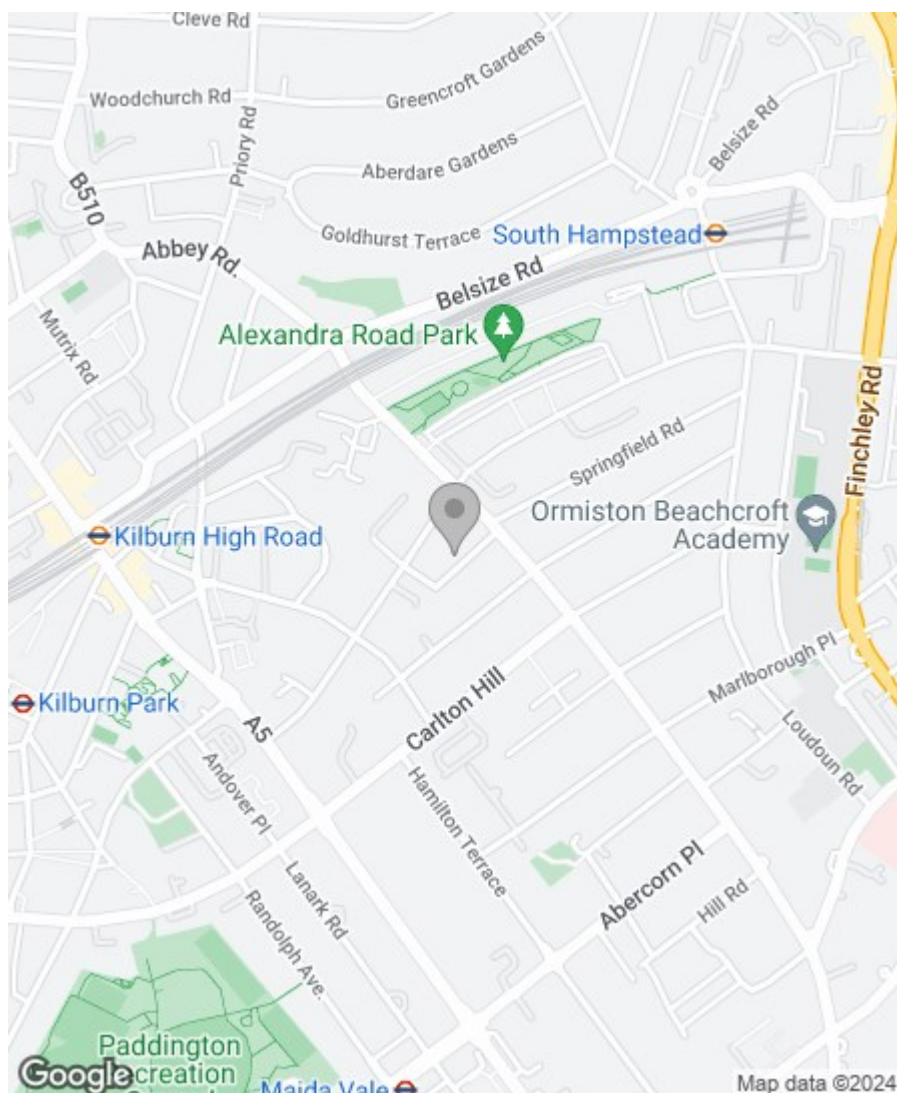 Cleve Rd
Greencroft Gardens
Woodchurch Rd
Belsize Rd
Priory Rd
Aberdare Gardens
B510
Goldhurst Terrace
South Hampstead
Abbey Rd.
Belsize Rd
Mutrix Rd
Alexandra Road Park
Finchley Rd
Springfield Rd
Ormiston Beachcroft
Academy
Kilburn High Road
Marlborough Pl
Kilburn Park
Carlton Hill
A5
Loudoun Rd
Andover Pl
Hamilton Terrace
Abercorn Pl
Lanark Rd
Hill Rd
Randolph Ave.
Paddington
creation
Google
Maida Vale
Map data ©2024